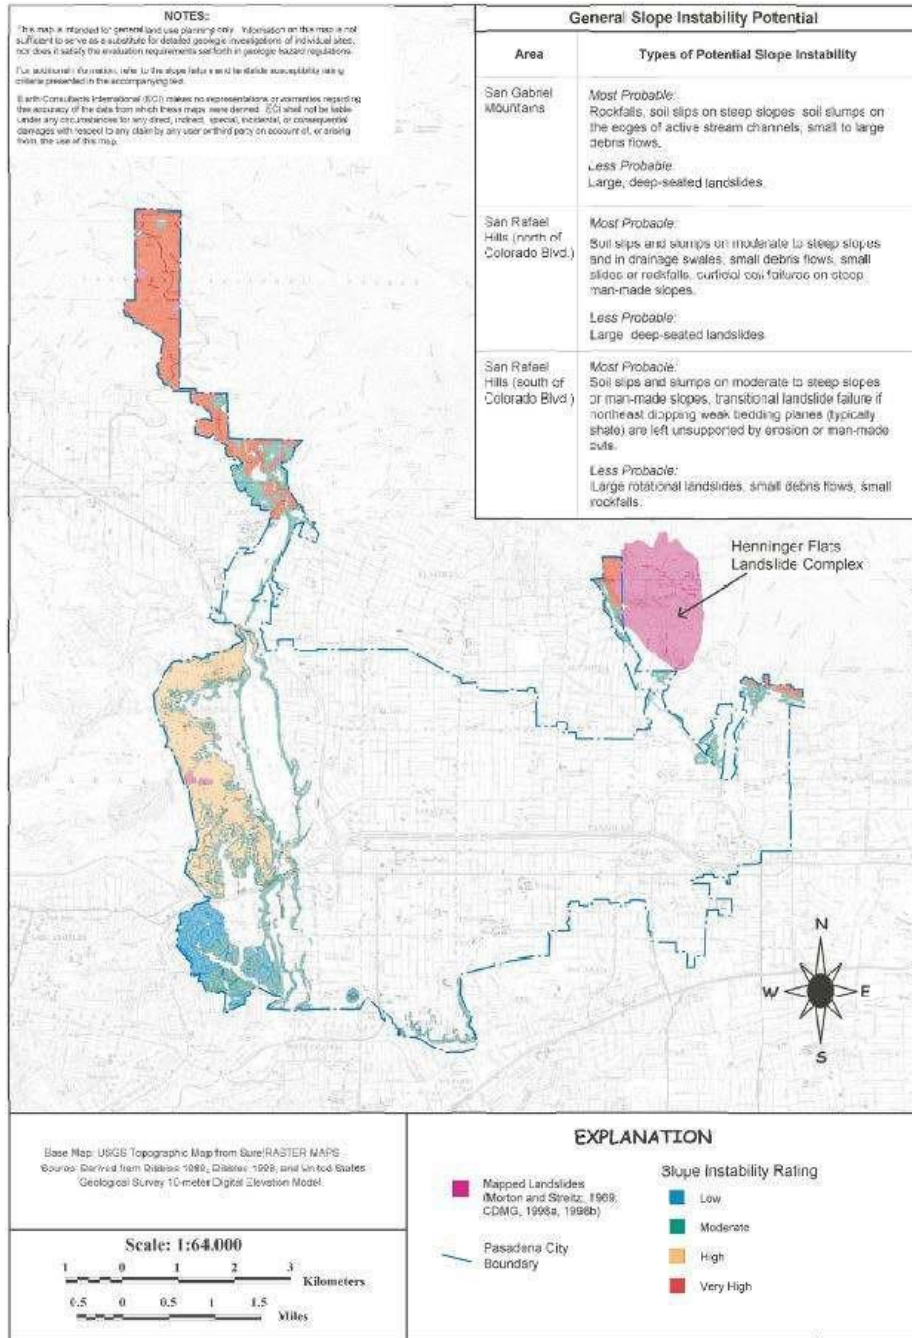 NOTES:
This map is intended for general land use planning only. Information on this map is not
sufficient to serve as a substitute for detailed geologic investigations of individual sites,
nor does it satisfy the evaluation requirements set forth in geologic hazard regulations.
For additional information, refer to the slope failure and landslide susceptibility rating
criteria presented in the accompanying text.
Earth Consultants International (ECI) makes no representations or warranties regarding
the accuracy of the data from which these maps were derived. ECI shall not be liable
under any circumstances for any direct, indirect, special, incidental, or consequential
damages with respect to any claim by any user or third party on account of, or arising
from, the use of this map.
General Slope Instability Potential
Area
Types of Potential Slope Instability
San Gabriel
Mountains
Most Probable:
Rockfalls, soil slips on steep slopes, soil slumps on
the edges of active stream channels, small to large
debris flows.
Less Probable:
Large, deep-seated landslides.
San Rafael
Hills (north of
Colorado Blvd.)
Most Probable:
Soil slips and slumps on moderate to steep slopes
and in drainage swales, small debris flows, small
slides or rockfalls, surficial soil failures on steep
man-made slopes.
Less Probable:
Large deep-seated landslides
San Rafael
Hills (south of
Colorado Blvd.)
Most Probable:
Soil slips and slumps on moderate to steep slopes
or man-made slopes, transitional landslide failure if
northeast dipping weak bedding planes (typically
shale) are left unsupported by erosion or man-made
cuts.
Less Probable:
Large rotational landslides, small debris flows, small
rockfalls.
Henninger Flats
Landslide Complex
N
W
E
S
Base Map: USGS Topographic Map from Sure!RASTER MAPS
Source: Derived from Dibblee 1989, Dibblee 1998, and United States
Geological Survey 10-meter Digital Elevation Model
Scale: 1:64,000
1 0 1 2 3
Kilometers
0.5 0 0.5 1 1.5
Miles
EXPLANATION
Mapped Landslides
(Morton and Streitz, 1969;
CDMG, 1998a, 1998b)
Pasadena City
Boundary
Slope Instability Rating
Low
Moderate
High
Very High